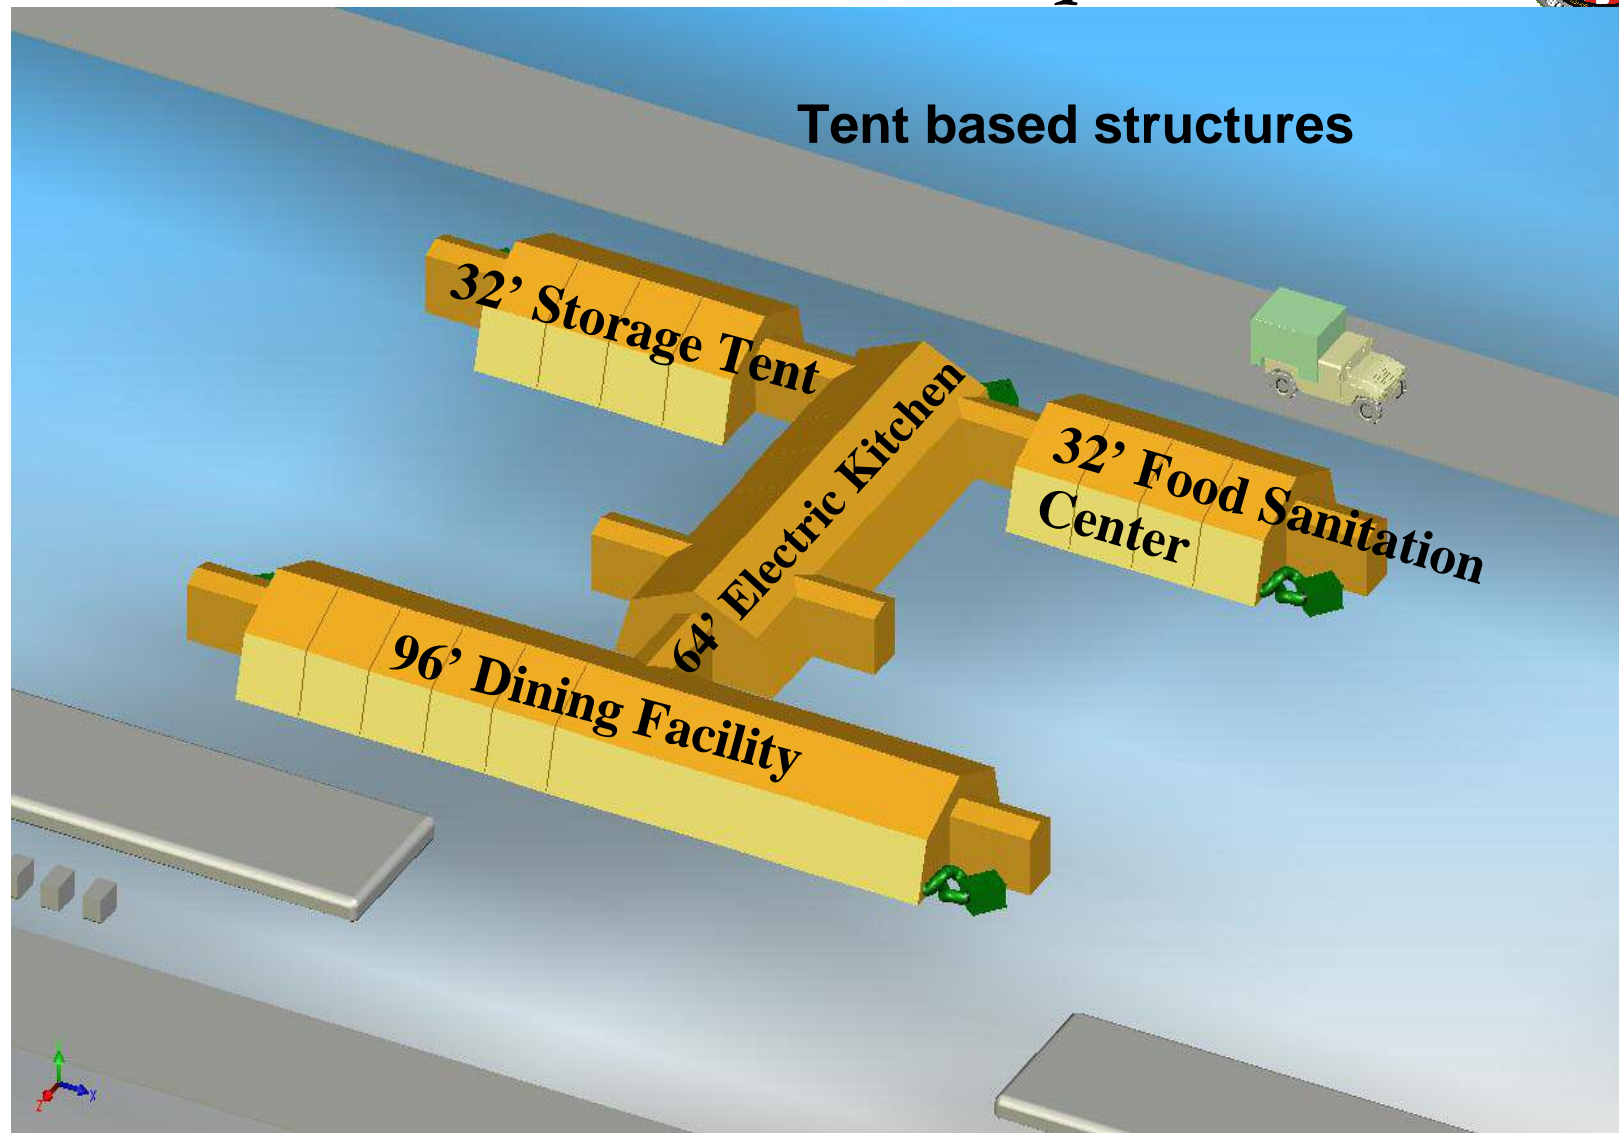 Tent based structures
32’ Storage Tent
64’ Electric Kitchen
32’ Food Sanitation
Center
96’ Dining Facility
Y
Z
X